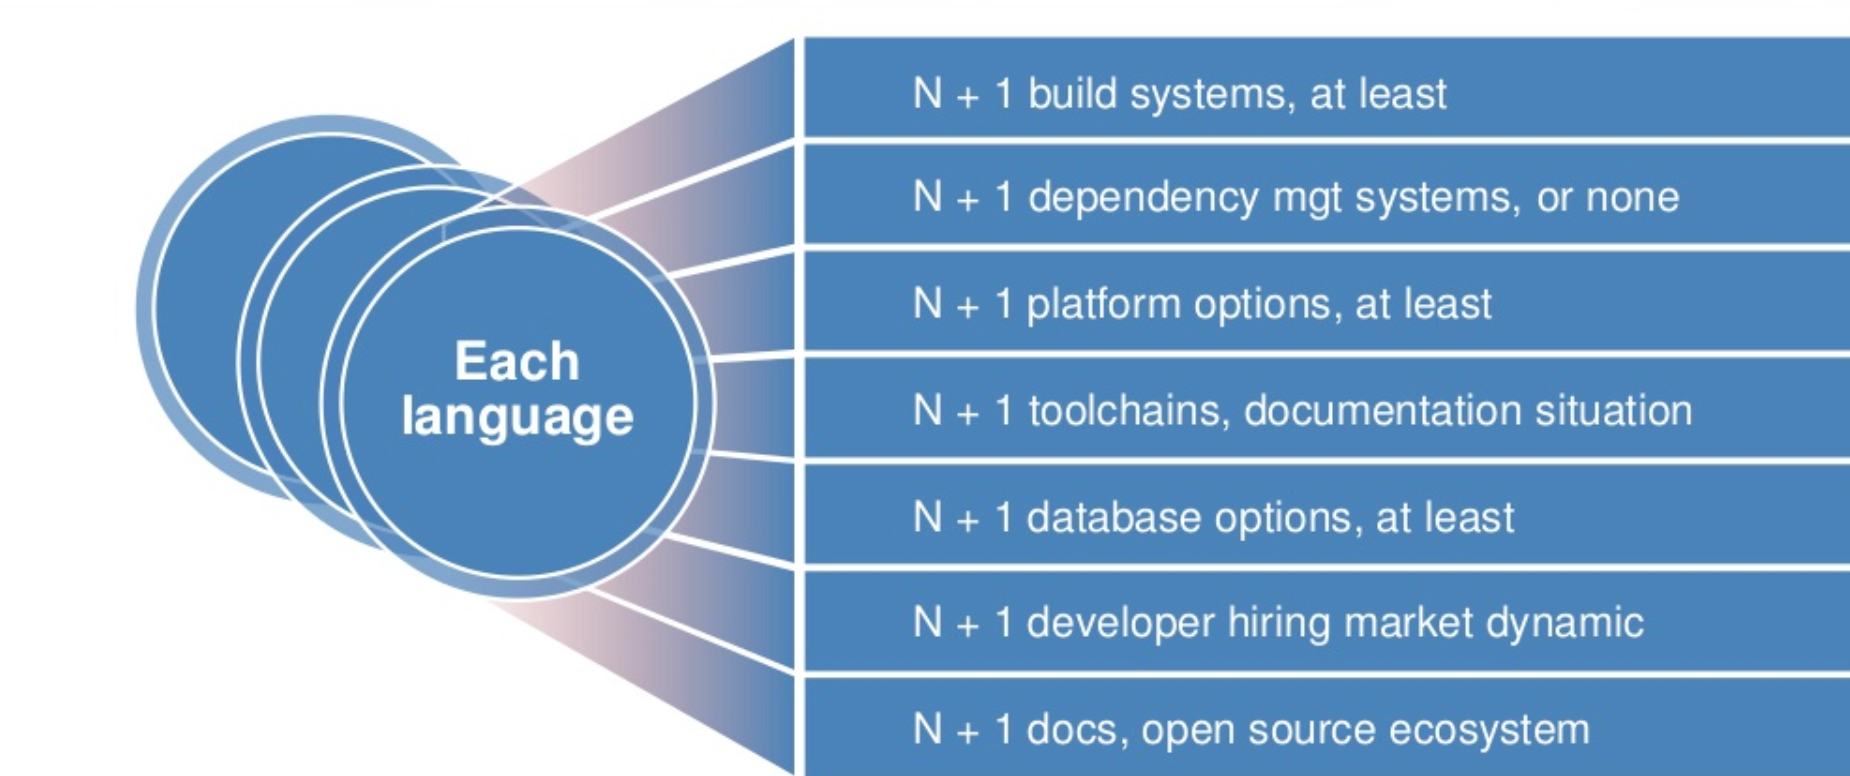 Each
language
N + 1 build systems, at least
N + 1 dependency mgt systems, or none
N + 1 platform options, at least
N + 1 toolchains, documentation situation
N + 1 database options, at least
N + 1 developer hiring market dynamic
N + 1 docs, open source ecosystem